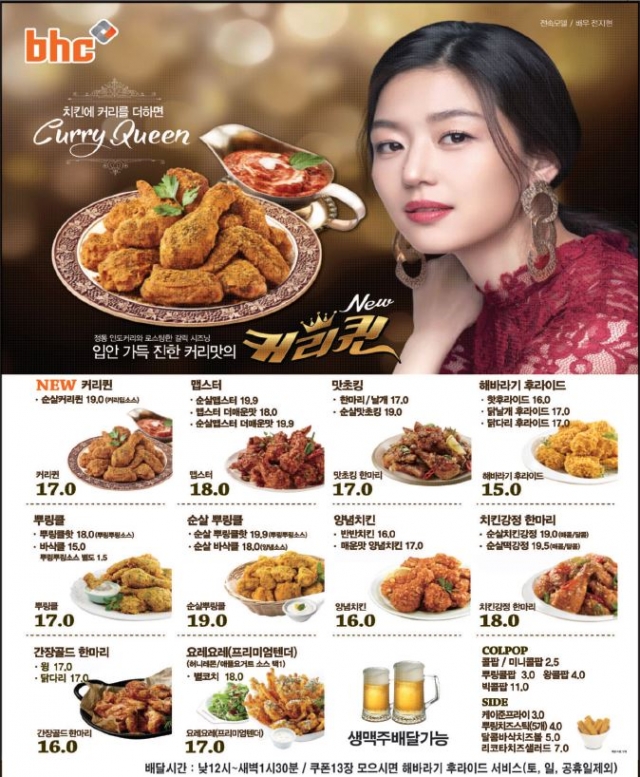 bhc
전속모델 / 배우 전지현
치킨에 커리를 더하면
Curry Queen
정통 인도커리와 로스팅한 갈릭 시즈닝
입안 가득 진한 커리맛의
New
커리퀸
NEW 커리퀸
· 순살커리퀸 19.0 (커리딥소스)
커리퀸
17.0
맵스터
· 순살맵스터 19.9
· 맵스터 더매운맛 18.0
· 순살맵스터 더매운맛 19.9
맵스터
18.0
맛초킹
· 한마리/날개 17.0
· 순살맛초킹 19.0
맛초킹 한마리
17.0
해바라기 후라이드
· 핫후라이드 16.0
· 닭날개 후라이드 17.0
· 닭다리 후라이드 17.0
해바라기 후라이드
15.0
뿌링클
· 뿌링클핫 18.0 (뿌링뿌링소스)
· 바삭클 15.0
뿌링뿌링소스 별도 1.5
뿌링클
17.0
순살 뿌링클
· 순살 뿌링클핫 19.9 (뿌링뿌링소스)
· 순살 바삭클 18.0 (양념소스)
순살뿌링클
19.0
양념치킨
· 반반치킨 16.0
· 매운맛 양념치킨 17.0
양념치킨
16.0
치킨강정 한마리
· 순살치킨강정 19.0 (매콤/달콤)
· 순살떡강정 19.5 (매콤/달콤)
치킨강정 한마리
18.0
간장골드 한마리
· 윙 17.0
· 닭다리 17.0
간장골드 한마리
16.0
요레요레(프리미엄텐더)
(허니레몬/애플요거트 소스 택1)
· 별코치 18.0
요레요레(프리미엄텐더)
17.0
생맥주배달가능
COLPOP
콜팝 / 미니콜팝 2.5
뿌링콜팝 3.0 왕콜팝 4.0
빅콜팝 11.0
SIDE
케이준프라이 3.0
뿌링치즈스틱(5개) 4.0
달콤바삭치즈볼 5.0
리코타치즈샐러드 7.0
배달시간 : 낮12시~새벽1시30분 / 쿠폰13장 모으시면 해바라기 후라이드 서비스(토, 일, 공휴일제외)